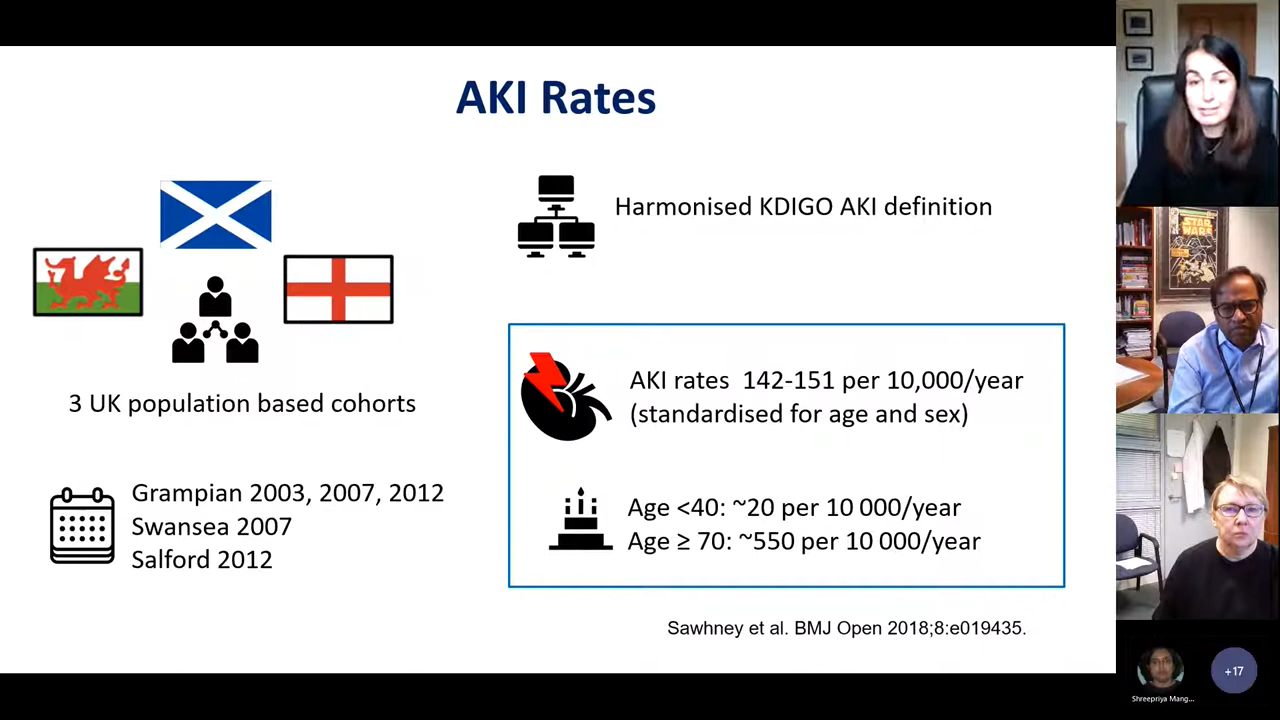 AKI Rates
Harmonised KDIGO AKI definition
3 UK population based cohorts
Grampian 2003, 2007, 2012
Swansea 2007
Salford 2012
AKI rates 142-151 per 10,000/year
(standardised for age and sex)
Age <40: ~20 per 10 000/year
Age ≥ 70: ~550 per 10 000/year
Sawhney et al. BMJ Open 2018;8:e019435.
STAR
WARS
+17
Shreepriya Mang...